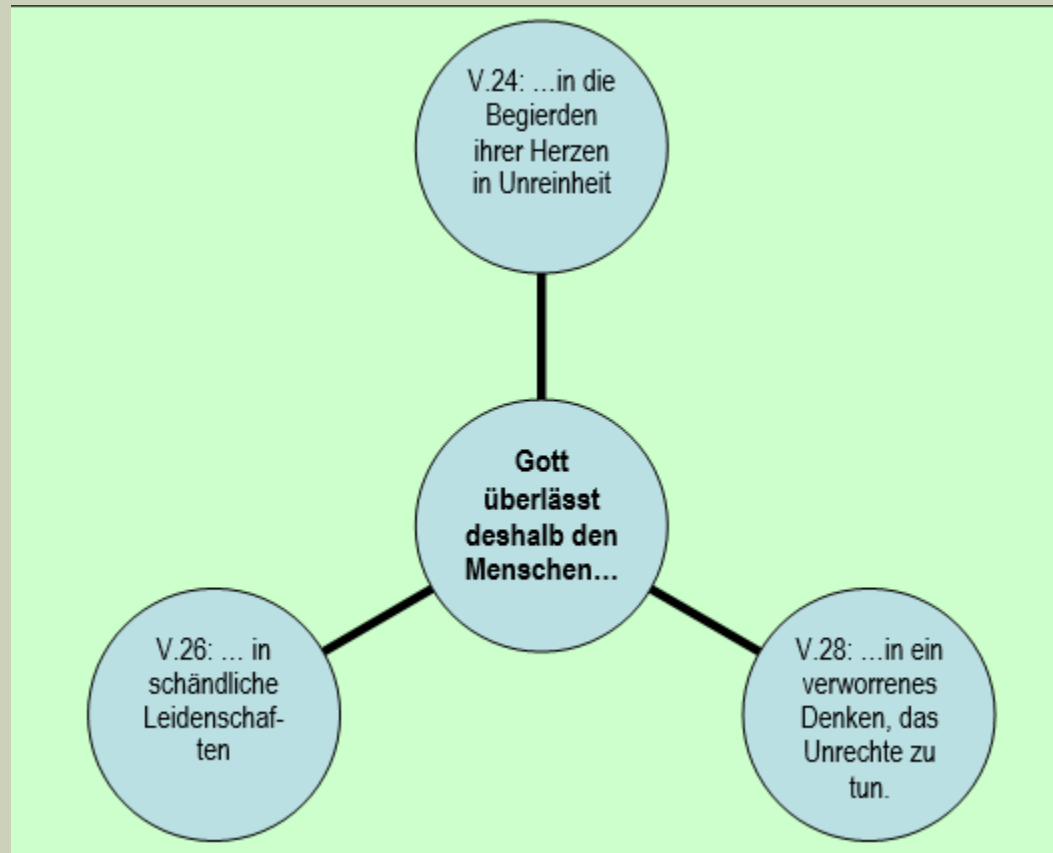 V.24: …in die
Begierden
ihrer Herzen
in Unreinheit
Gott
überlässt
deshalb den
Menschen…
V.26: … in
schändliche
Leidenschaf-
ten
V.28: …in ein
verworrenes
Denken, das
Unrechte zu
tun.